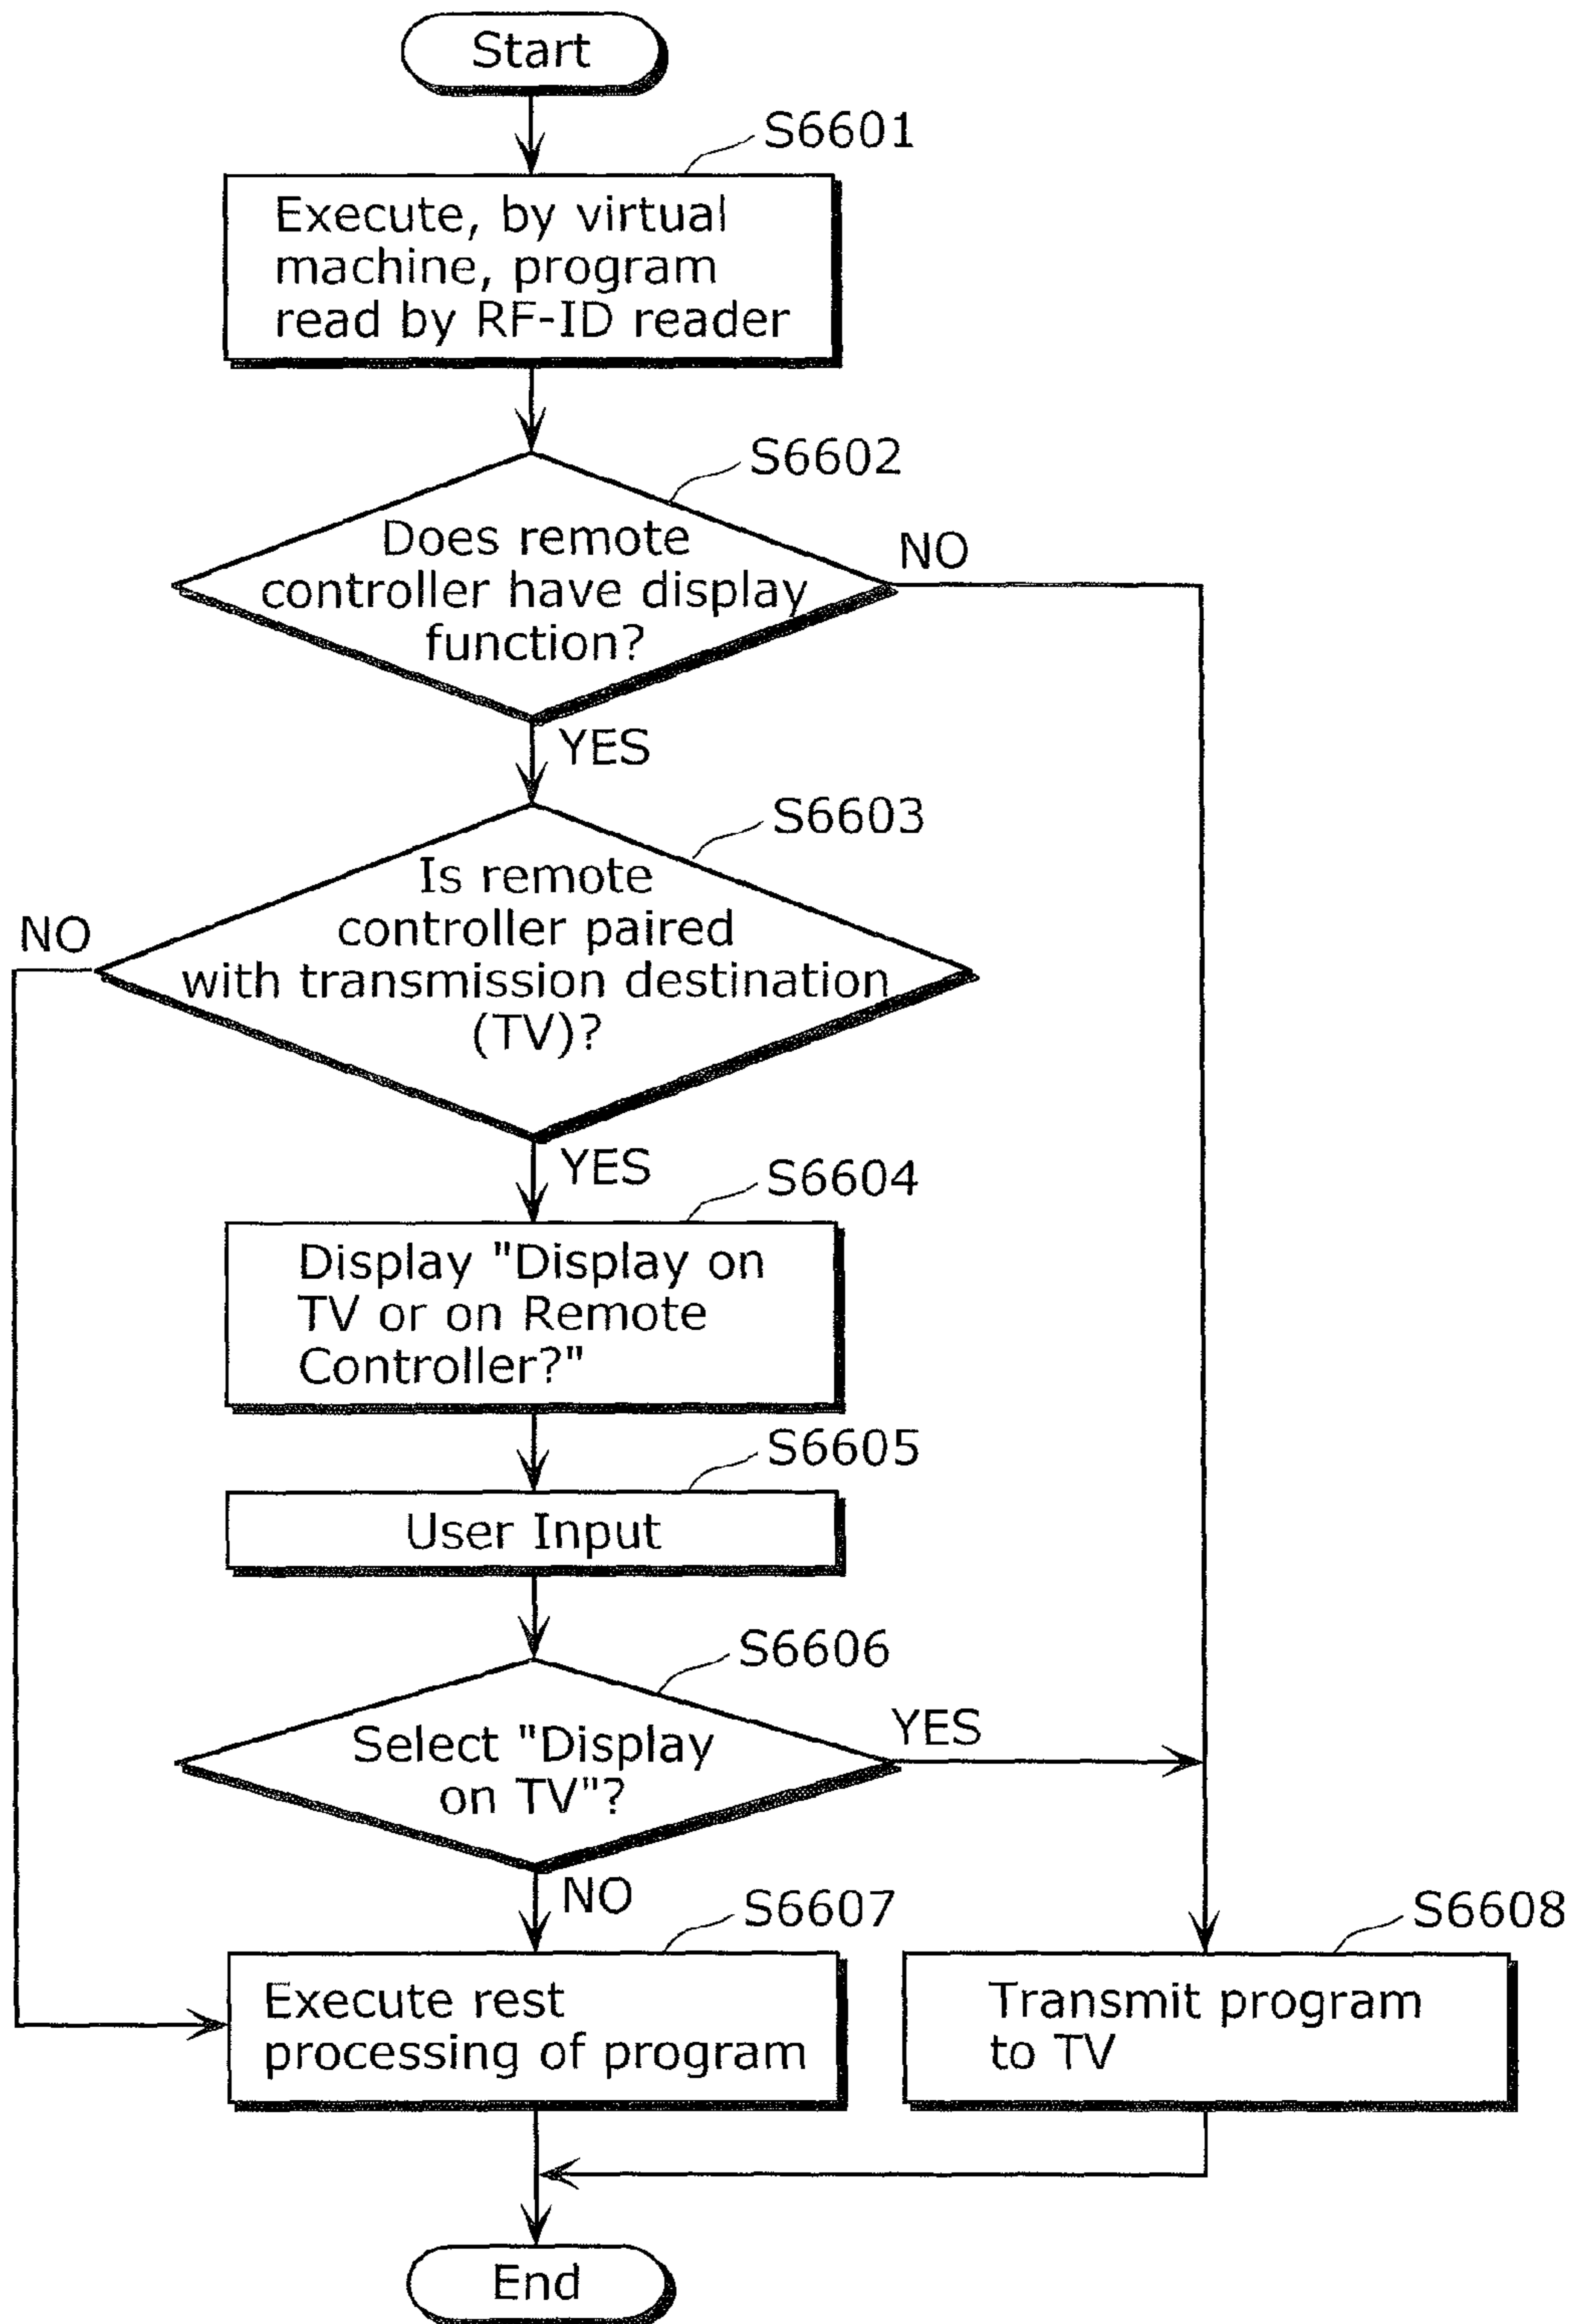 Start
S6601
Execute, by virtual
machine, program
read by RF-ID reader
S6602
Does remote
controller have display
function?
NO
YES
S6603
Is remote
controller paired
with transmission destination
(TV)?
NO
YES
S6604
Display "Display on
TV or on Remote
Controller?"
S6605
User Input
S6606
Select "Display
on TV"?
YES
NO
S6607
Execute rest
processing of program
S6608
Transmit program
to TV
End